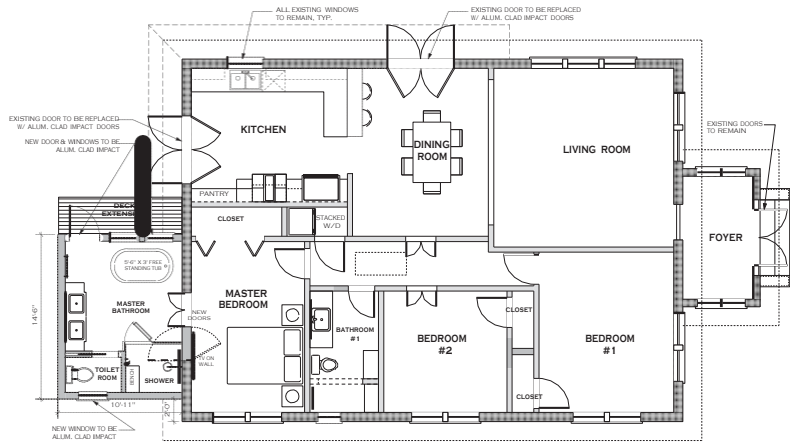 ALL EXISTING WINDOWS
TO REMAIN, TYP.
EXISTING DOOR TO BE REPLACED
W/ ALUM. CLAD IMPACT DOORS
EXISTING DOOR TO BE REPLACED
W/ ALUM. CLAD IMPACT DOORS
NEW DOOR & WINDOWS TO BE
ALUM. CLAD IMPACT
EXISTING DOORS
TO REMAIN
KITCHEN
DINING
ROOM
LIVING ROOM
PANTRY
DECK
CLOSET
STACKED
W/D
FOYER
5'-6" X 3' FREE
STANDING TUB
MASTER
BATHROOM
MASTER
BEDROOM
NEW
DOORS
14'-6"
BATHROOM
#1
BEDROOM
#2
CLOSET
BEDROOM
#1
TV ON
WALL
TOILET
ROOM
BENCH
SHOWER
CLOSET
10'-11"
2'-0"
NEW WINDOW TO BE
ALUM. CLAD IMPACT